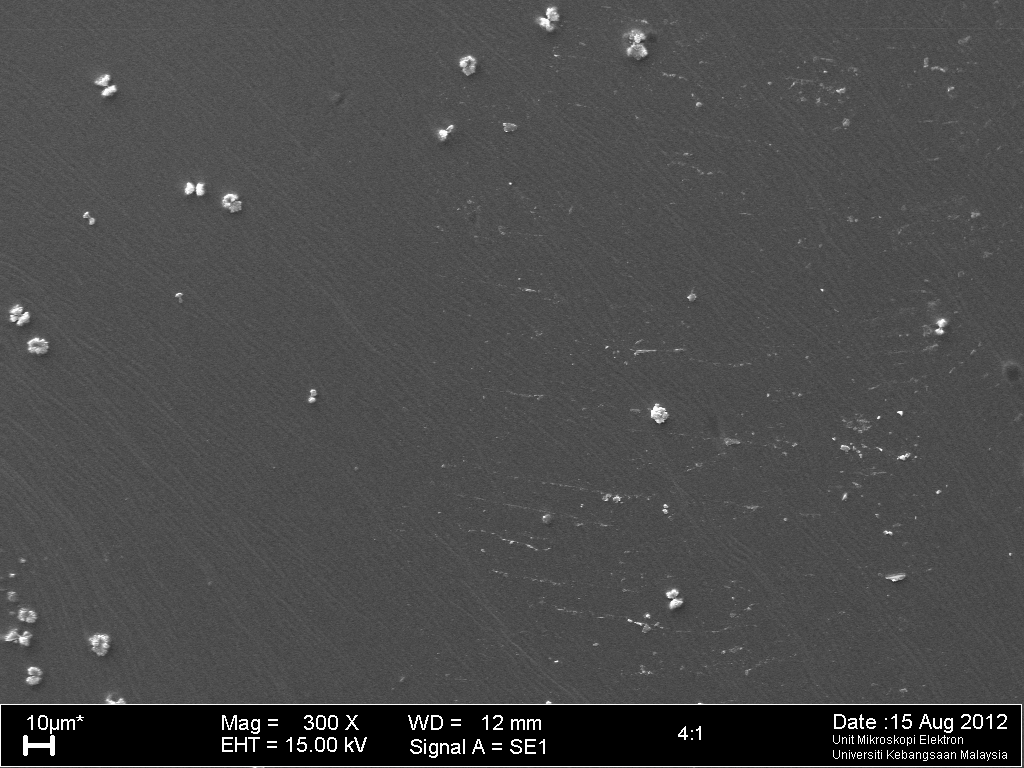 10µm*
Mag = 300 X
EHT = 15.00 kV
WD = 12 mm
Signal A = SE1
4:1
Date :15 Aug 2012
Unit Mikroskopi Elektron
Universiti Kebangsaan Malaysia